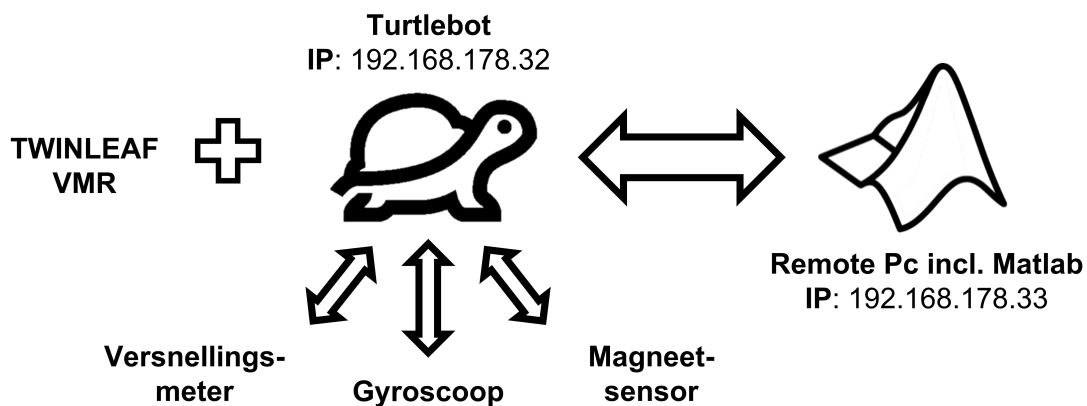 Turtlebot
IP: 192.168.178.32
TWINLEAF
VMR
Remote Pc incl. Matlab
IP: 192.168.178.33
Versnellings-
meter
Gyroscoop
Magneet-
sensor